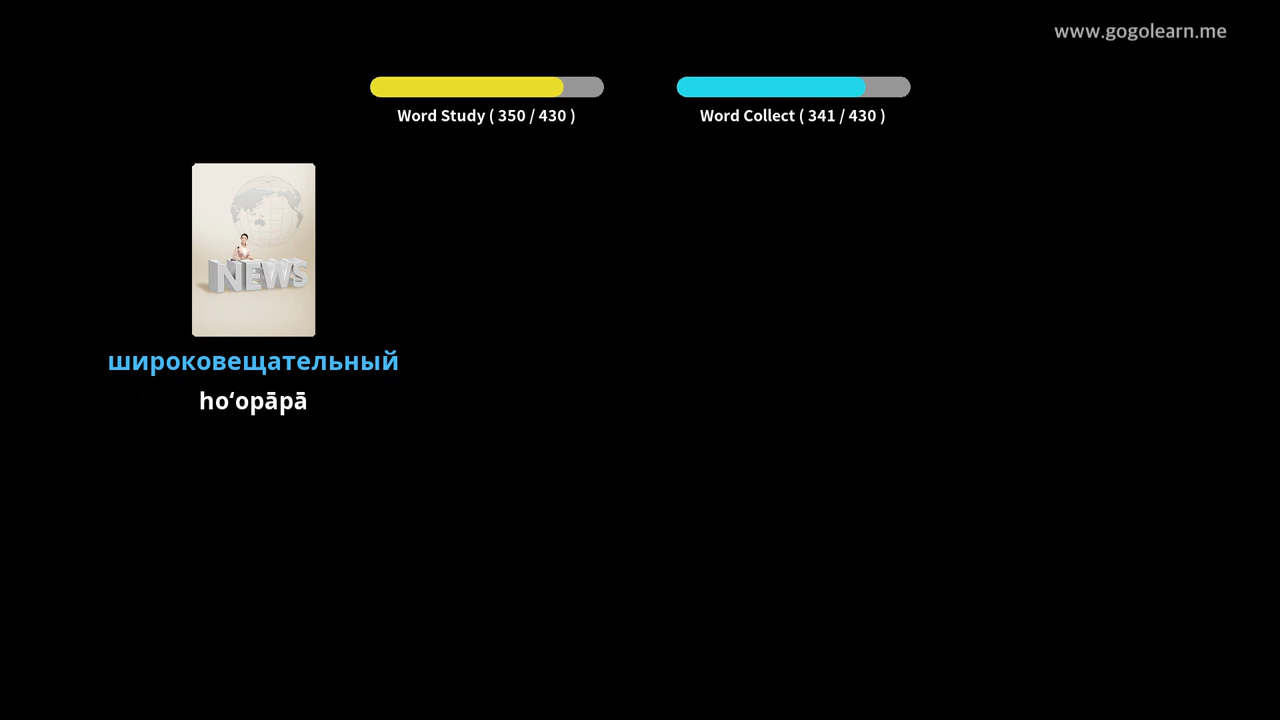 www.gogolearn.me
Word Study ( 350 / 430 )
Word Collect ( 341 / 430 )
NEWS
широковещательный
hoʻopāpā